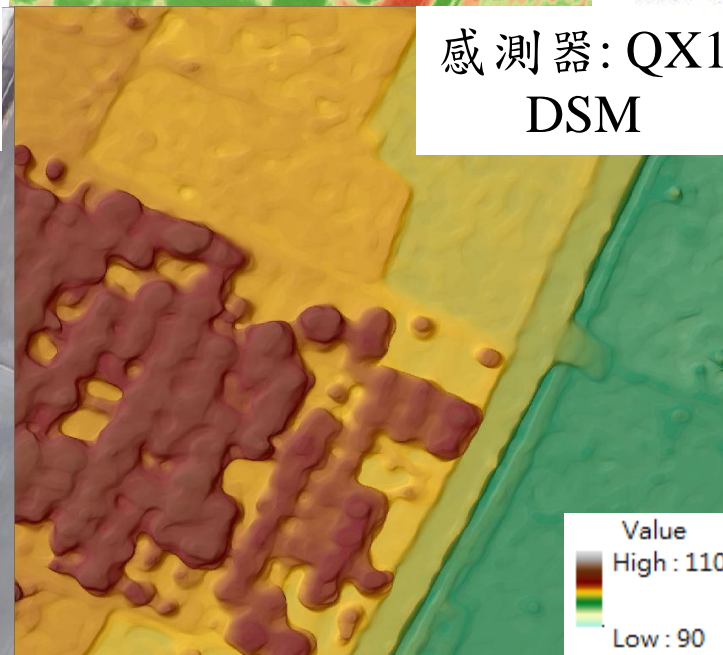 感測器: QX1
DSM
Value
High : 110
Low : 90